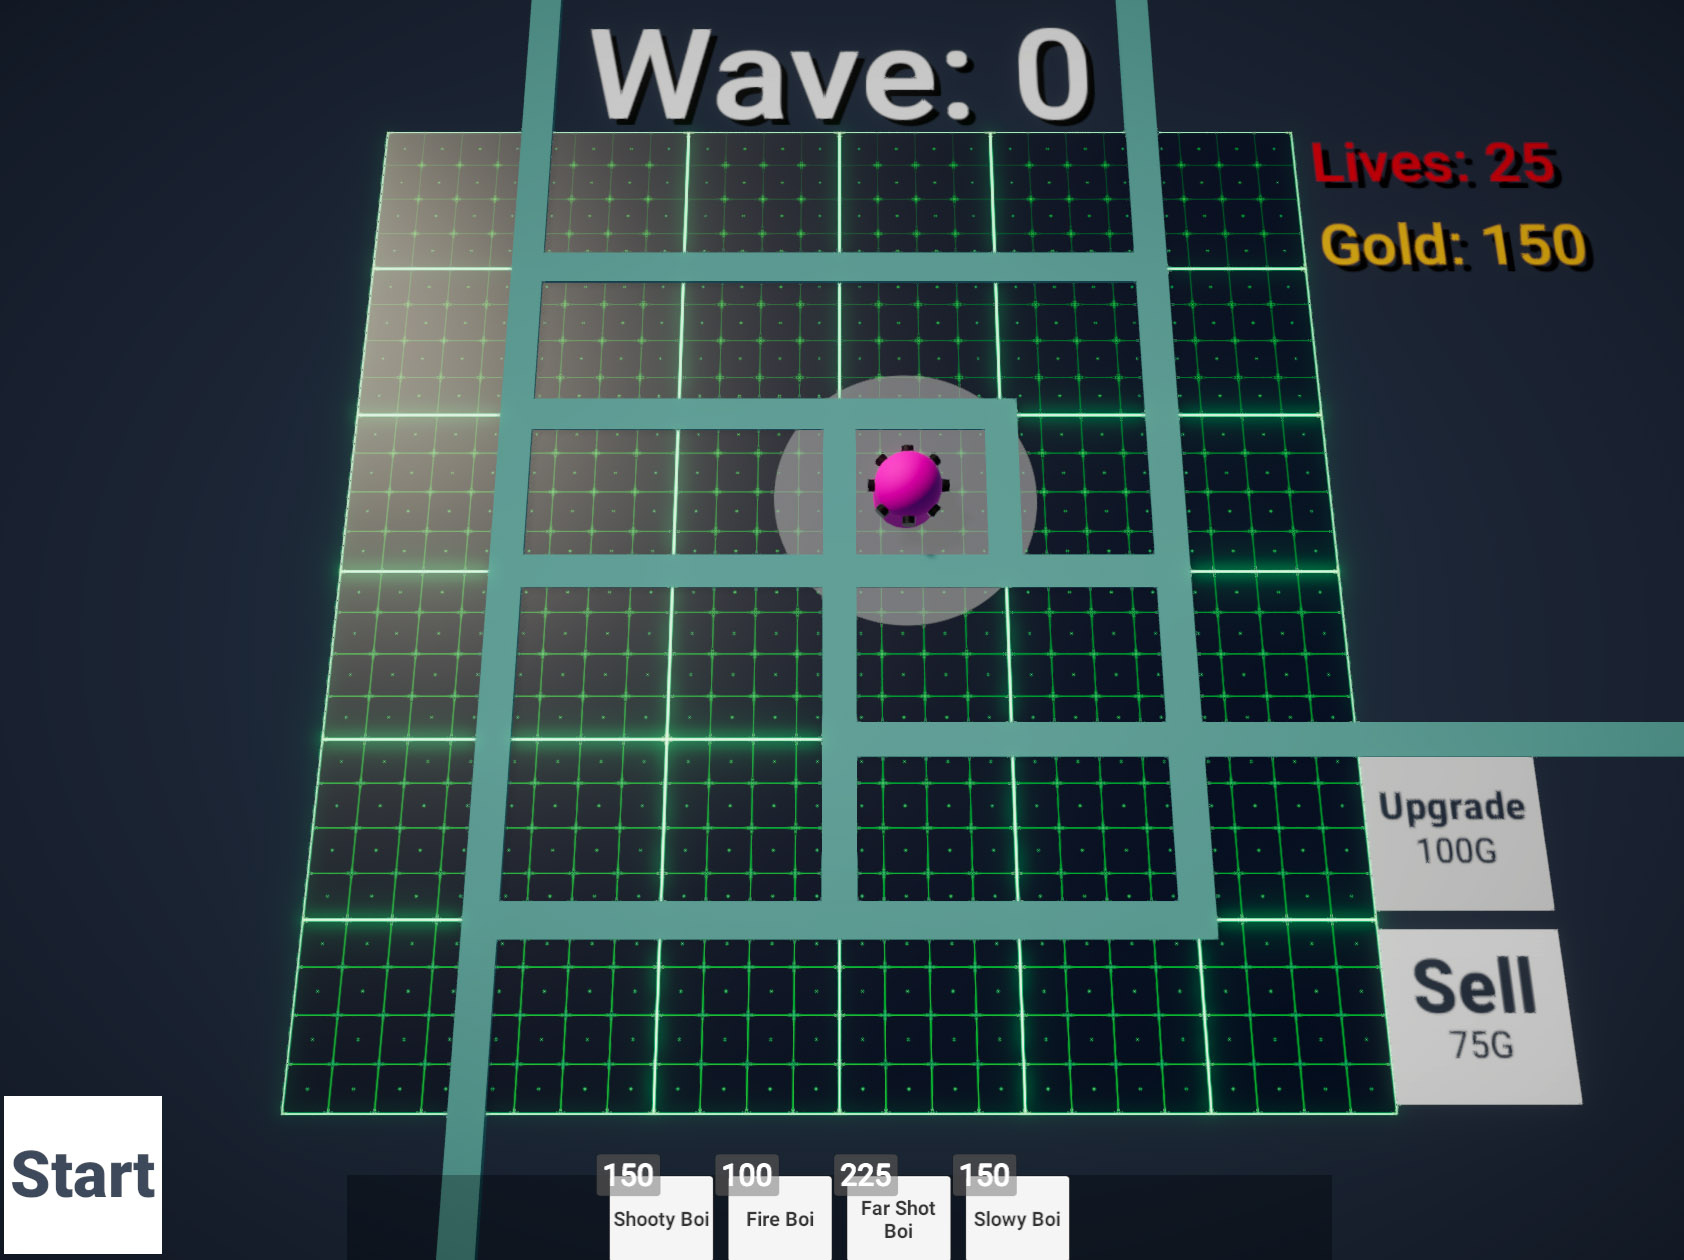 Wave: 0
Lives: 25
Gold: 150
Upgrade
100G
Sell
75G
Start
150
100
225
150
Shooty Boi
Fire Boi
Far Shot
Boi
Slowy Boi